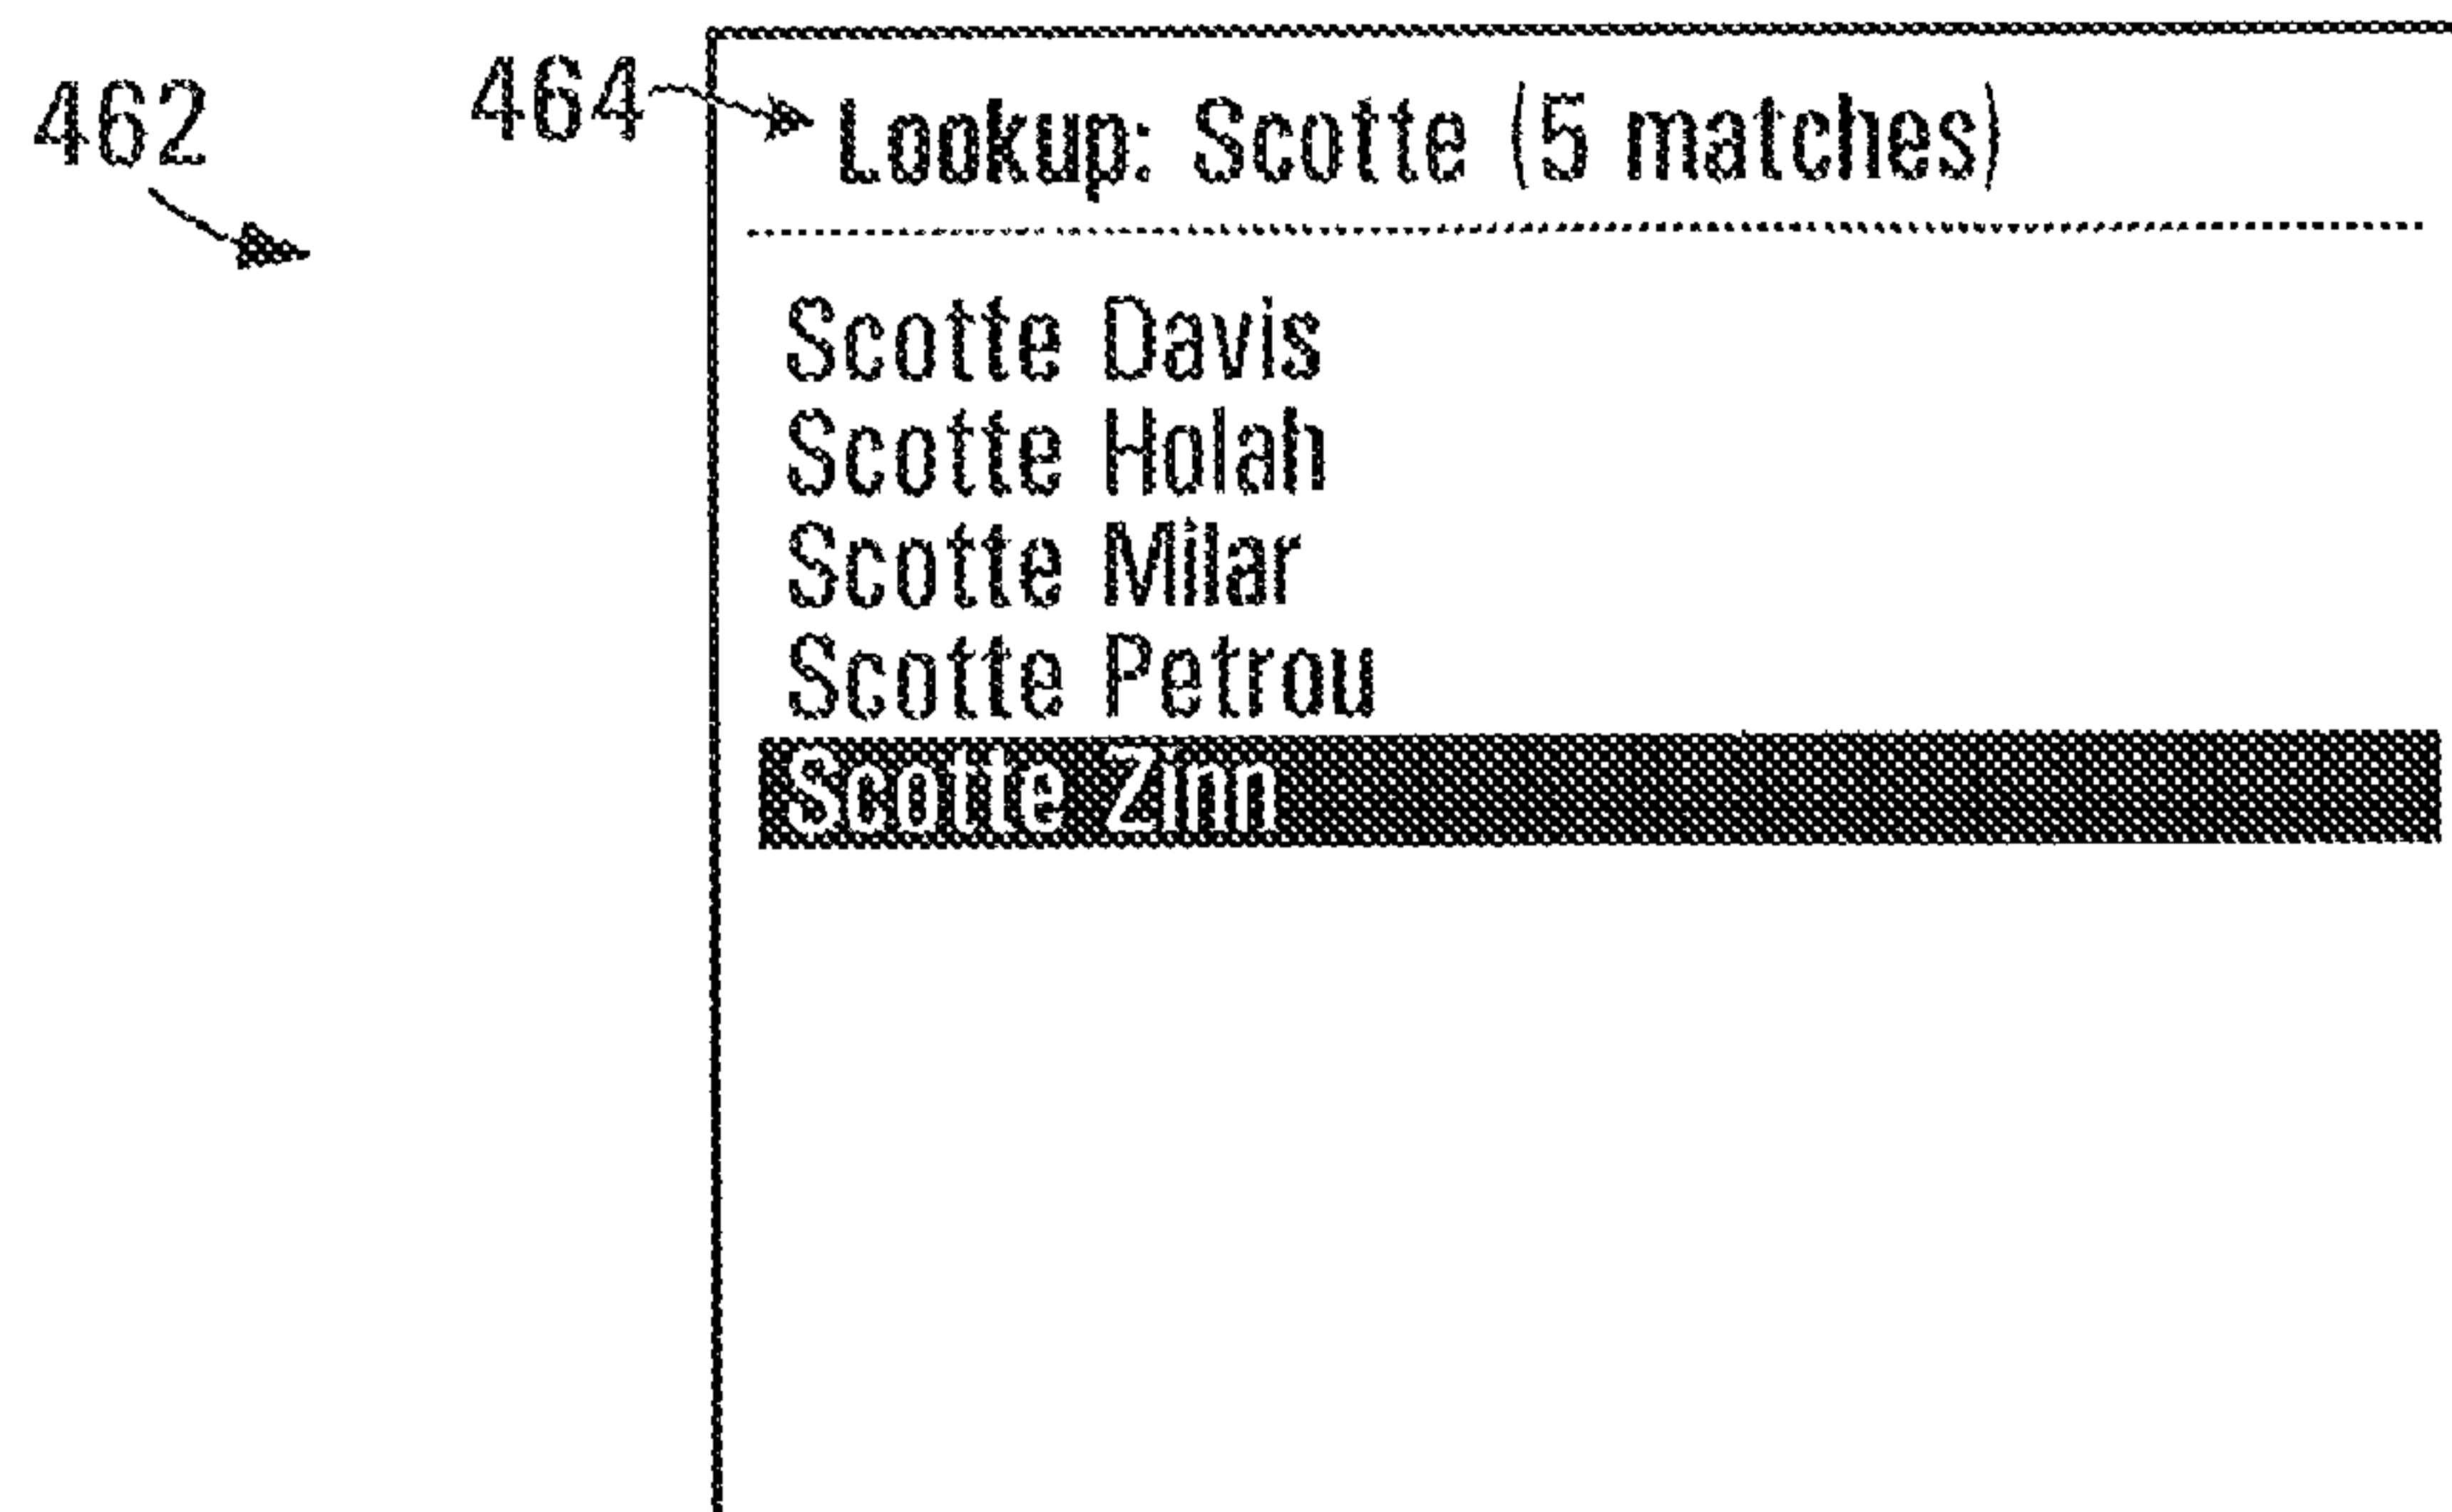 462
464
Lookup: Scotte (5 matches)
Scotte Davis
Scotte Holah
Scotte Milar
Scotte Petrou
Scotte Zinn